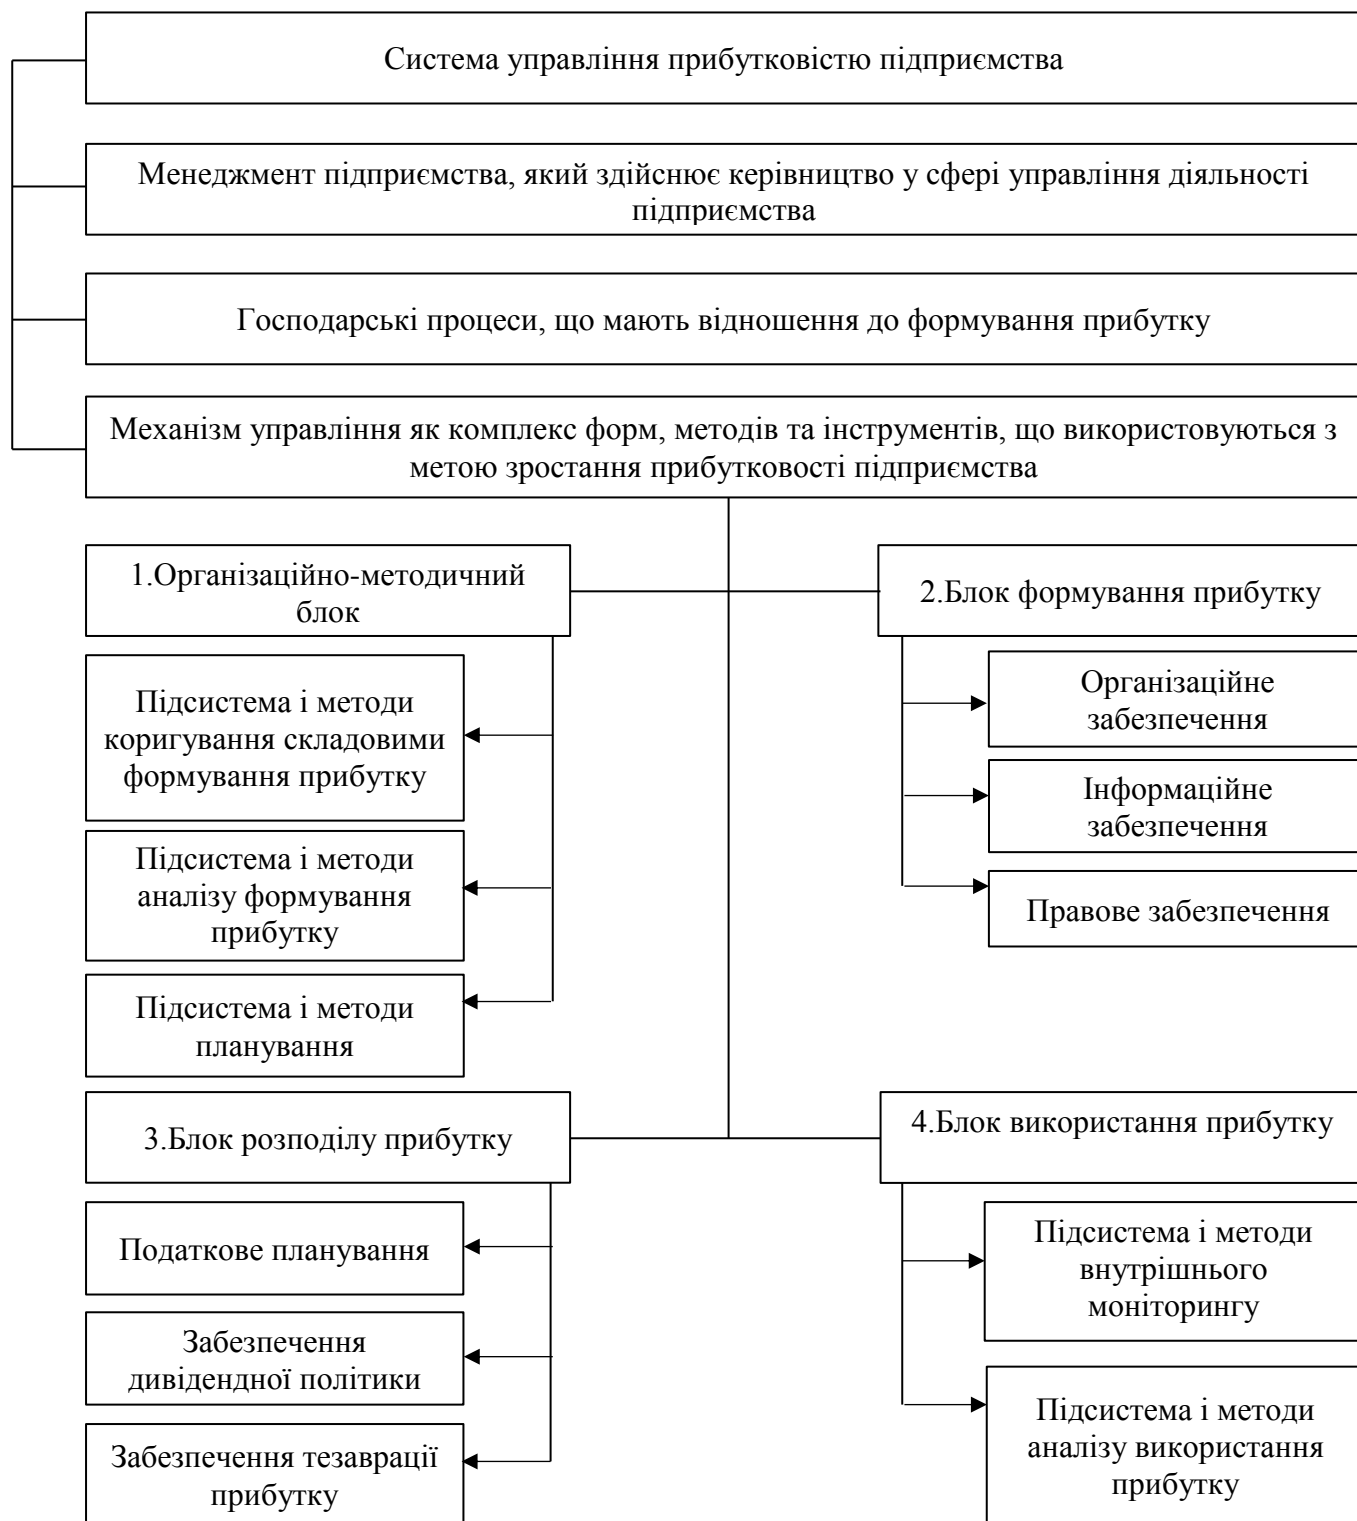 Система управління прибутковістю підприємства
Менеджмент підприємства, який здійснює керівництво у сфері управління діяльності
підприємства
Господарські процеси, що мають відношення до формування прибутку
Механізм управління як комплекс форм, методів та інструментів, що використовуються з
метою зростання прибутковості підприємства
1.Організаційно-методичний
блок
Підсистема і методи
коригування складовими
формування прибутку
Підсистема і методи
аналізу формування
прибутку
Підсистема і методи
планування
2.Блок формування прибутку
Організаційне
забезпечення
Інформаційне
забезпечення
Правове забезпечення
3.Блок розподілу прибутку
Податкове планування
Забезпечення
дивідендної політики
Забезпечення тезаврації
прибутку
4.Блок використання прибутку
Підсистема і методи
внутрішнього
моніторингу
Підсистема і методи
аналізу використання
прибутку